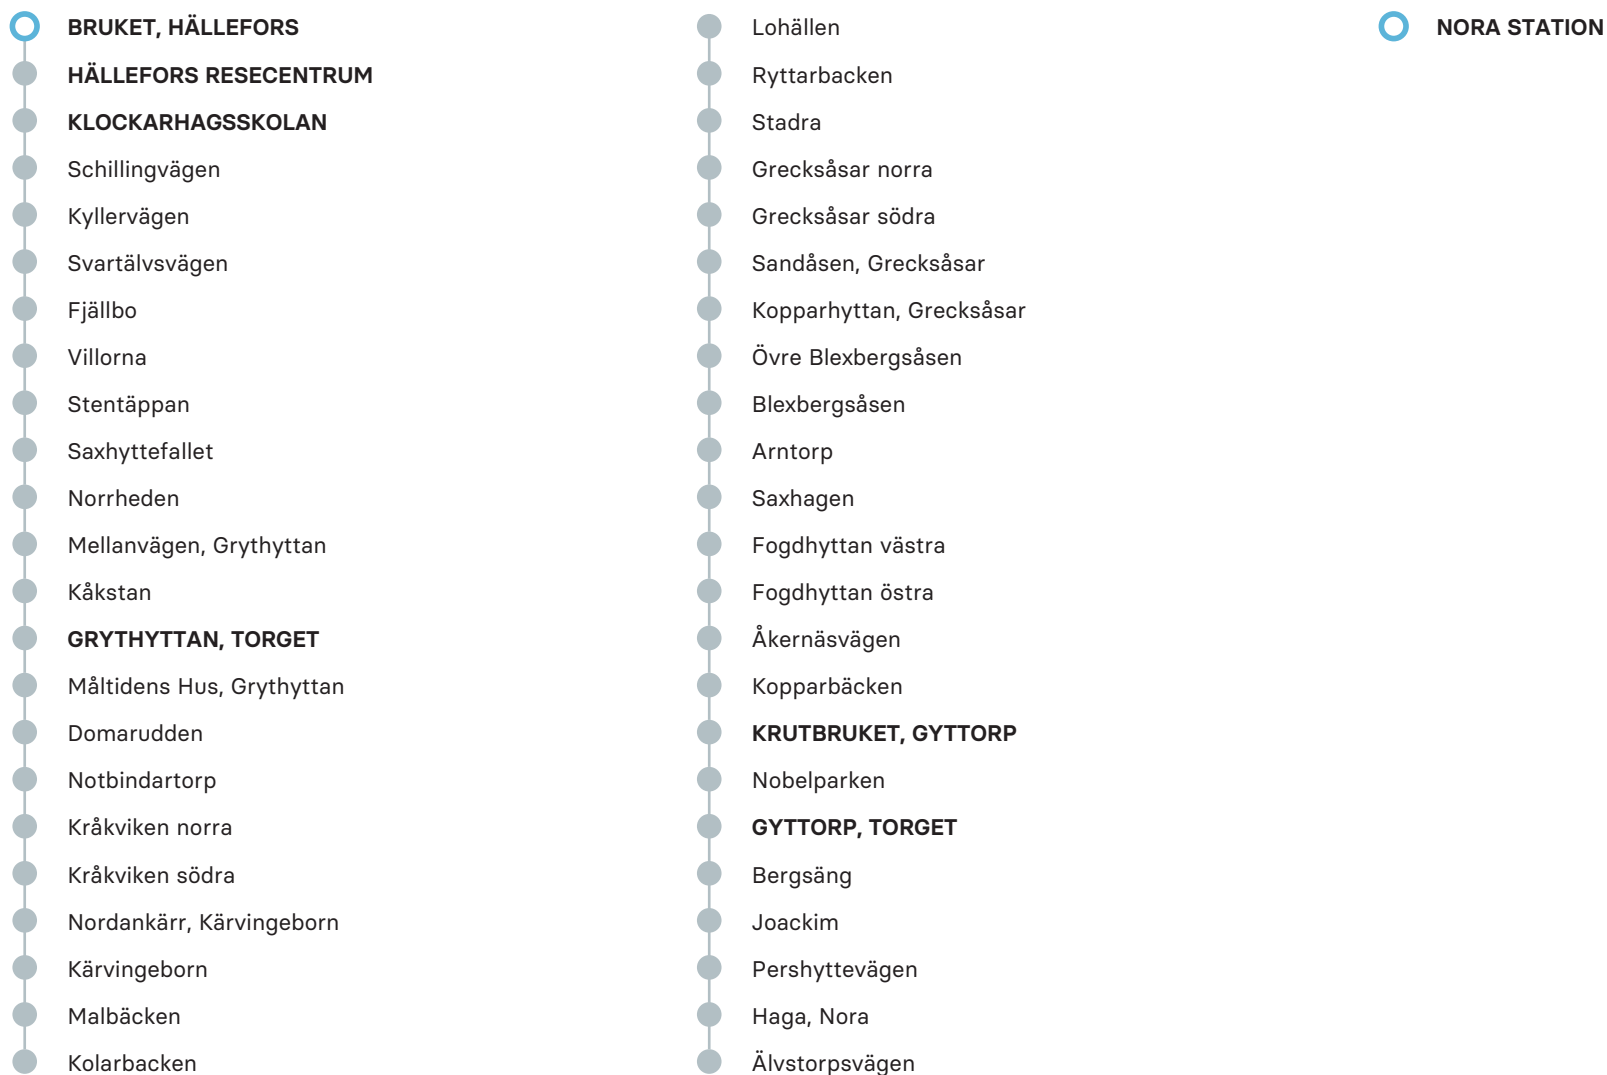 BRUKET, HÄLLEFORS
HÄLLEFORS RESECENTRUM
KLOCKARHAGSSKOLAN
Schillingvägen
Kyllervägen
Svartälvsvägen
Fjällbo
Villorna
Stentäppan
Saxhyttefallet
Norrheden
Mellanvägen, Grythyttan
Kåkstan
GRYTHYTTAN, TORGET
Måltidens Hus, Grythyttan
Domarudden
Notbindartorp
Kråkviken norra
Kråkviken södra
Nordankärr, Kärvingeborn
Kärvingeborn
Malbäcken
Kolarbacken
Lohällen
Ryttarbacken
Stadra
Grecksåsar norra
Grecksåsar södra
Sandåsen, Grecksåsar
Kopparhyttan, Grecksåsar
Övre Blexbergsåsen
Blexbergsåsen
Arntorp
Saxhagen
Fogdhyttan västra
Fogdhyttan östra
Åkernäsvägen
Kopparbäcken
KRUTBRUKET, GYTTORP
Nobelparken
GYTTORP, TORGET
Bergsäng
Joackim
Pershyttevägen
Haga, Nora
Älvstorpsvägen
NORA STATION